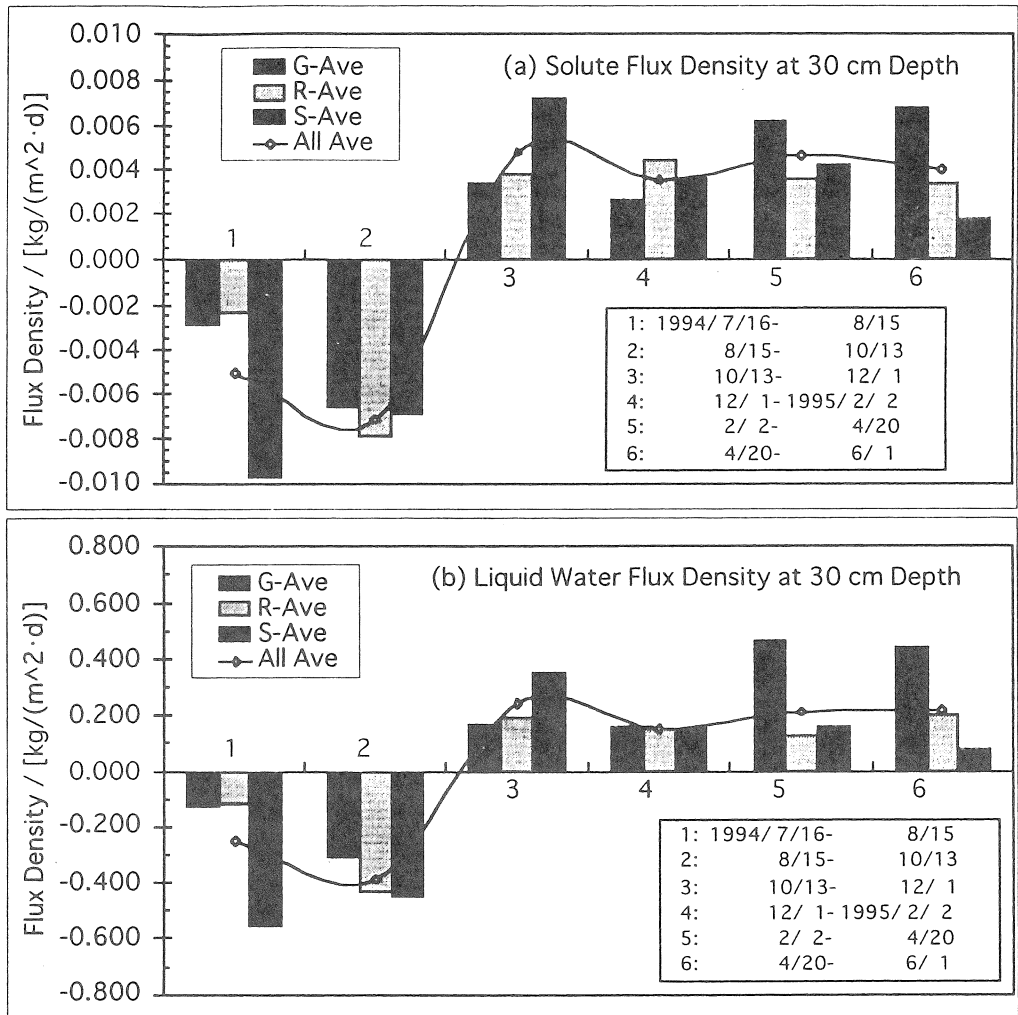 (a) Solute Flux Density at 30 cm Depth
Flux Density / [kg/(m^2·d)]
0.010
0.008
0.006
0.004
0.002
0.000
-0.002
-0.004
-0.006
-0.008
-0.010
G-Ave
R-Ave
S-Ave
All Ave
1 2 3 4 5 6
1: 1994/ 7/16- 8/15
2: 8/15- 10/13
3: 10/13- 12/ 1
4: 12/ 1- 1995/ 2/ 2
5: 2/ 2- 4/20
6: 4/20- 6/ 1
(b) Liquid Water Flux Density at 30 cm Depth
Flux Density / [kg/(m^2·d)]
0.800
0.600
0.400
0.200
0.000
-0.200
-0.400
-0.600
-0.800
G-Ave
R-Ave
S-Ave
All Ave
1 2 3 4 5 6
1: 1994/ 7/16- 8/15
2: 8/15- 10/13
3: 10/13- 12/ 1
4: 12/ 1- 1995/ 2/ 2
5: 2/ 2- 4/20
6: 4/20- 6/ 1